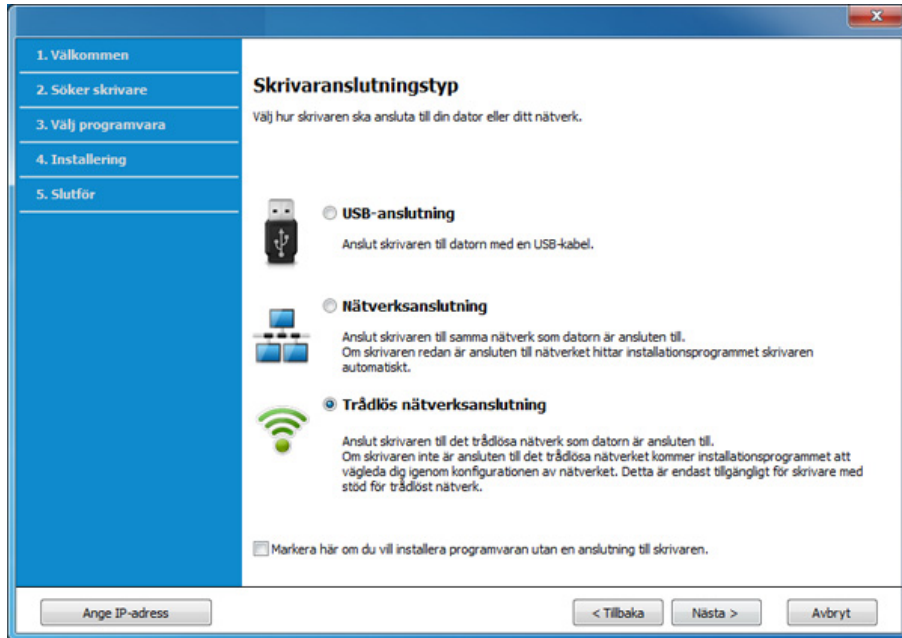 1. Välkommen
2. Söker skrivare
3. Välj programvara
4. Installering
5. Slutför
Skrivaranslutningstyp
Välj hur skrivaren ska ansluta till din dator eller ditt nätverk.
USB-anslutning
Anslut skrivaren till datorn med en USB-kabel.
Nätverksanslutning
Anslut skrivaren till samma nätverk som datorn är ansluten till.
Om skrivaren redan är ansluten till nätverket hittar installationsprogrammet skrivaren
automatiskt.
Trådlös nätverksanslutning
Anslut skrivaren till det trådlösa nätverk som datorn är ansluten till.
Om skrivaren inte är ansluten till det trådlösa nätverket kommer installationsprogrammet att
vägleda dig igenom konfigurationen av nätverket. Detta är endast tillgängligt för skrivare med
stöd för trådlöst nätverk.
Markera här om du vill installera programvaran utan en anslutning till skrivaren.
Ange IP-adress
< Tillbaka
Nästa >
Avbryt